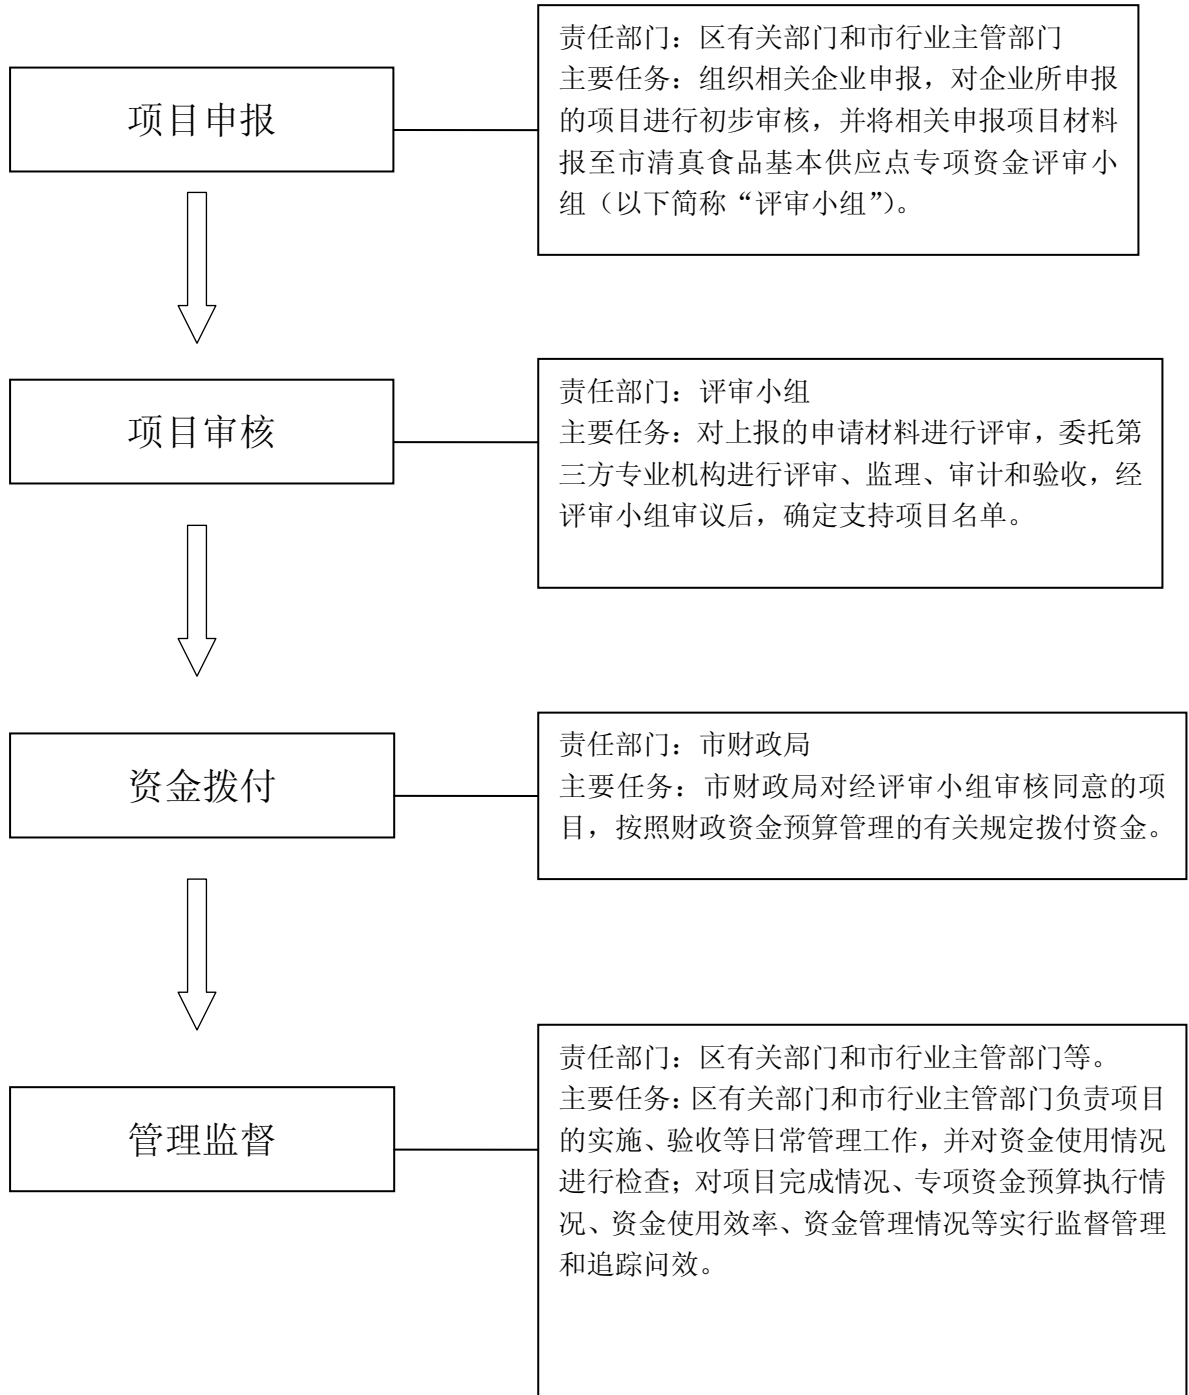 责任部门：区有关部门和市行业主管部门
主要任务：组织相关企业申报，对企业所申报
的项目进行初步审核，并将相关申报项目材料
报至市清真食品基本供应点专项资金评审小
组（以下简称“评审小组”）。
项目申报
责任部门：评审小组
主要任务：对上报的申请材料进行评审，委托第
三方专业机构进行评审、监理、审计和验收，经
评审小组审议后，确定支持项目名单。
项目审核
责任部门：市财政局
主要任务：市财政局对经评审小组审核同意的项
目，按照财政资金预算管理的有关规定拨付资金。
资金拨付
责任部门：区有关部门和市行业主管部门等。
主要任务：区有关部门和市行业主管部门负责项目
的实施、验收等日常管理工作，并对资金使用情况
进行检查；对项目完成情况、专项资金预算执行情
况、资金使用效率、资金管理情况等实行监督管理
和追踪问效。
管理监督